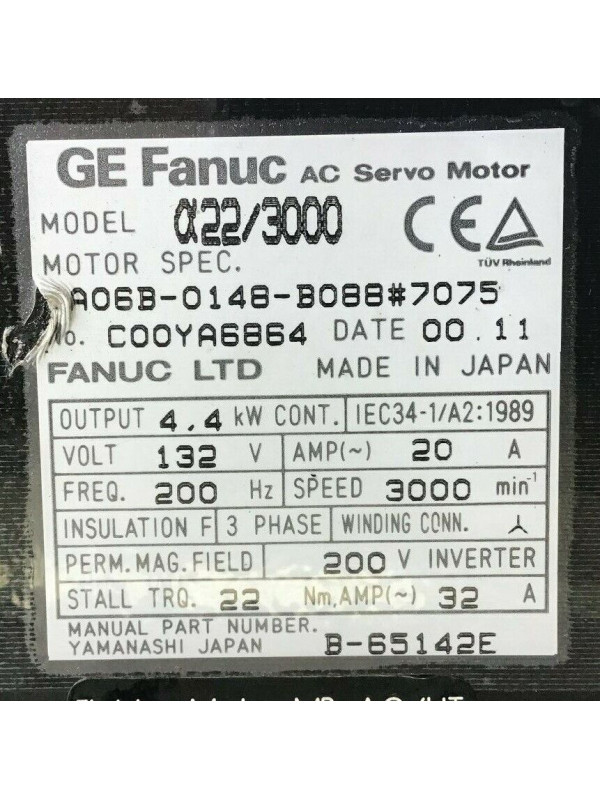 GE Fanuc AC Servo Motor
MODEL α22/3000 CE
TÜV Rheinland
MOTOR SPEC.
A06B-0148-B088#7075
No. C00YA6864 DATE 00.11
FANUC LTD MADE IN JAPAN
OUTPUT 4.4 kW CONT. IEC34-1/A2:1989
VOLT 132 V AMP(~) 20 A
FREQ. 200 Hz SPEED 3000 min⁻¹
INSULATION F 3 PHASE WINDING CONN.
PERM.MAG.FIELD 200 V INVERTER
STALL TRQ. 22 Nm,AMP(~) 32 A
MANUAL PART NUMBER.
YAMANASHI JAPAN B-65142E